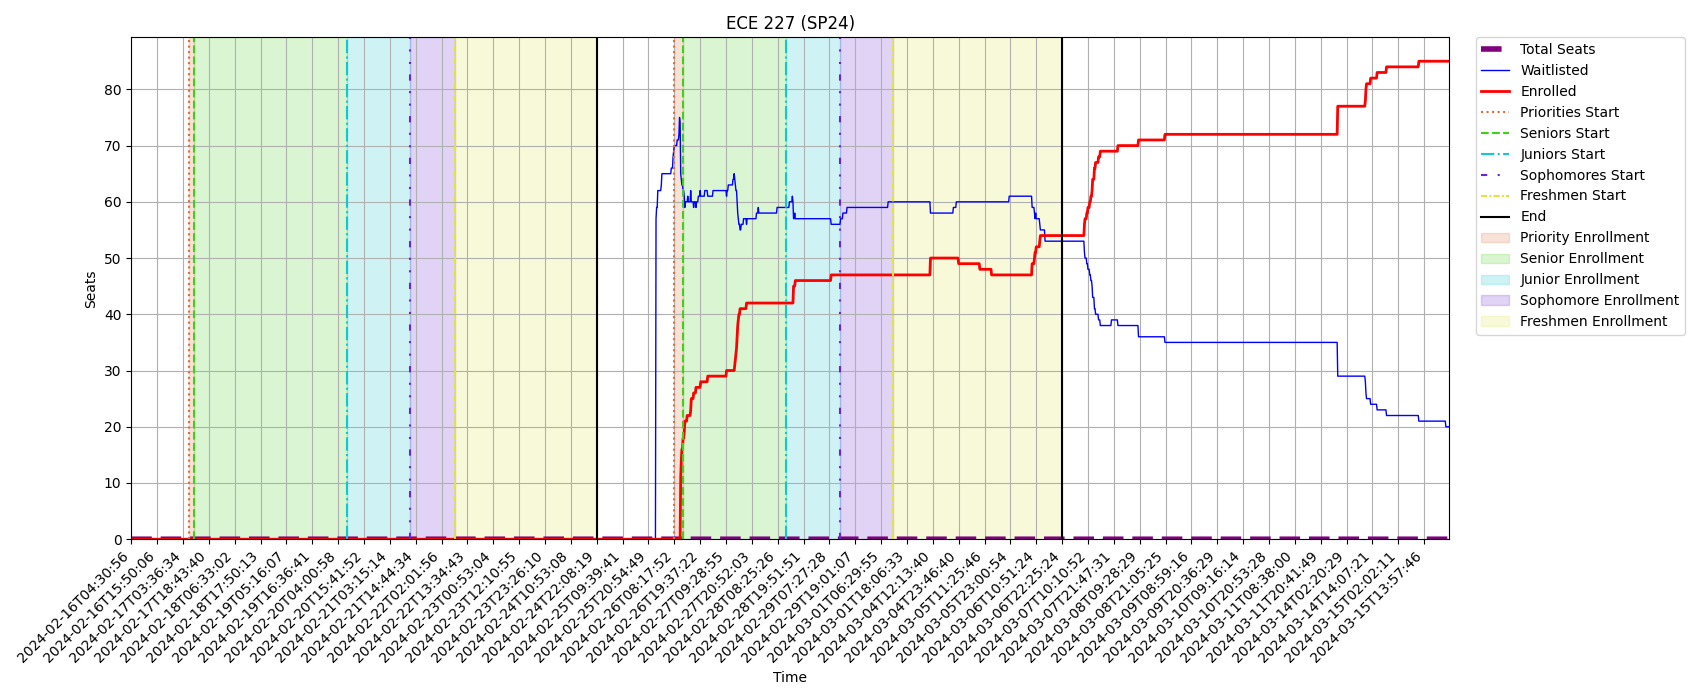 ECE 227 (SP24)
Seats
80
70
60
50
40
30
20
10
0
2024-02-16T04:30:56
2024-02-16T15:50:06
2024-02-17T03:36:34
2024-02-17T18:43:40
2024-02-18T06:33:02
2024-02-18T17:50:13
2024-02-19T05:16:07
2024-02-19T16:36:41
2024-02-20T04:00:58
2024-02-20T15:41:52
2024-02-21T03:15:14
2024-02-21T14:44:34
2024-02-22T02:01:56
2024-02-22T13:34:43
2024-02-23T00:53:04
2024-02-23T12:10:55
2024-02-23T23:26:10
2024-02-24T10:53:08
2024-02-24T22:08:19
2024-02-25T09:39:41
2024-02-25T20:54:49
2024-02-26T08:17:52
2024-02-26T19:37:22
2024-02-27T09:28:55
2024-02-27T20:52:03
2024-02-28T08:25:26
2024-02-28T19:51:51
2024-02-29T07:27:28
2024-02-29T19:01:07
2024-03-01T06:29:55
2024-03-01T18:06:33
2024-03-04T12:13:40
2024-03-04T23:46:40
2024-03-05T11:25:46
2024-03-05T23:00:54
2024-03-06T10:51:24
2024-03-06T22:25:24
2024-03-07T10:10:52
2024-03-07T21:47:31
2024-03-08T09:28:29
2024-03-08T21:05:25
2024-03-09T08:59:16
2024-03-09T20:36:29
2024-03-10T09:16:14
2024-03-10T20:53:28
2024-03-11T08:38:00
2024-03-11T20:41:49
2024-03-14T02:20:29
2024-03-14T14:07:21
2024-03-15T02:02:11
2024-03-15T13:57:46
Time
Total Seats
Waitlisted
Enrolled
Priorities Start
Seniors Start
Juniors Start
Sophomores Start
Freshmen Start
End
Priority Enrollment
Senior Enrollment
Junior Enrollment
Sophomore Enrollment
Freshmen Enrollment